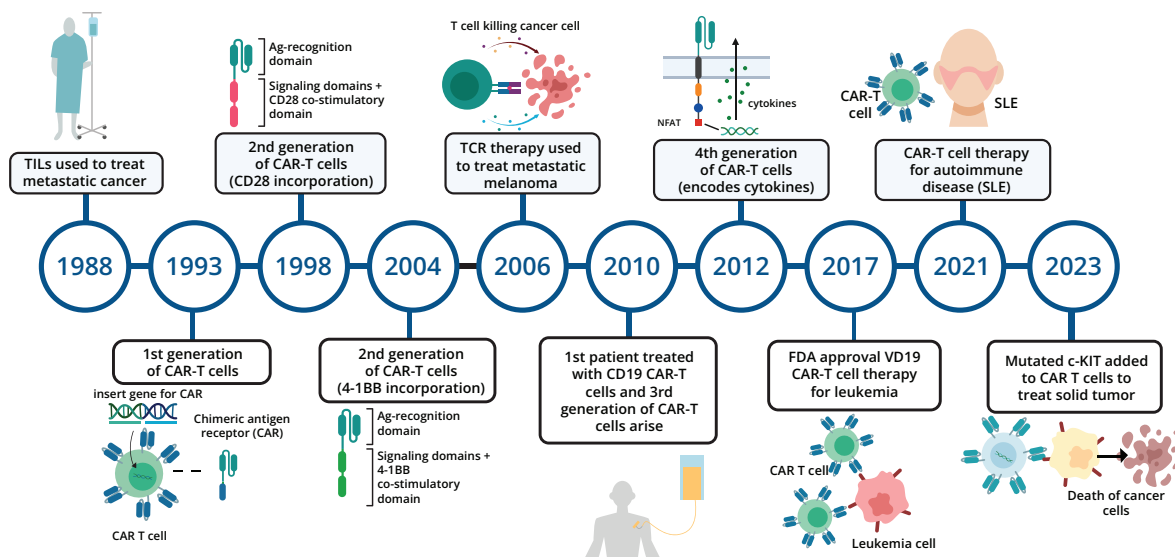 TILs used to treat
metastatic cancer
Ag-recognition
domain
Signaling domains +
CD28 co-stimulatory
domain
2nd generation
of CAR-T cells
(CD28 incorporation)
T cell killing cancer cell
TCR therapy used
to treat metastatic
melanoma
cytokines
NFAT
4th generation
of CAR-T cells
(encodes cytokines)
CAR-T
cell
SLE
CAR-T cell therapy
for autoimmune
disease (SLE)
1988
1993
1998
2004
2006
2010
2012
2017
2021
2023
1st generation
of CAR-T cells
insert gene for CAR
Chimeric antigen
receptor (CAR)
CAR T cell
2nd generation
of CAR-T cells
(4-1BB incorporation)
Ag-recognition
domain
Signaling domains +
4-1BB
co-stimulatory
domain
1st patient treated
with CD19 CAR-T
cells and 3rd
generation of CAR-T
cells arise
FDA approval VD19
CAR-T cell therapy
for leukemia
CAR T cell
Leukemia cell
Mutated c-KIT added
to CAR T cells to
treat solid tumor
Death of cancer
cells